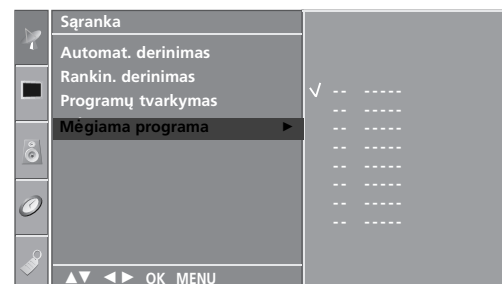 Sąranka
Automat. derinimas
Rankin. derinimas
Programų tvarkymas
Mėgiama programa ►
√ -- -----
-- -----
-- -----
-- -----
-- -----
-- -----
-- -----
-- -----
▲▼ ◄► OK MENU